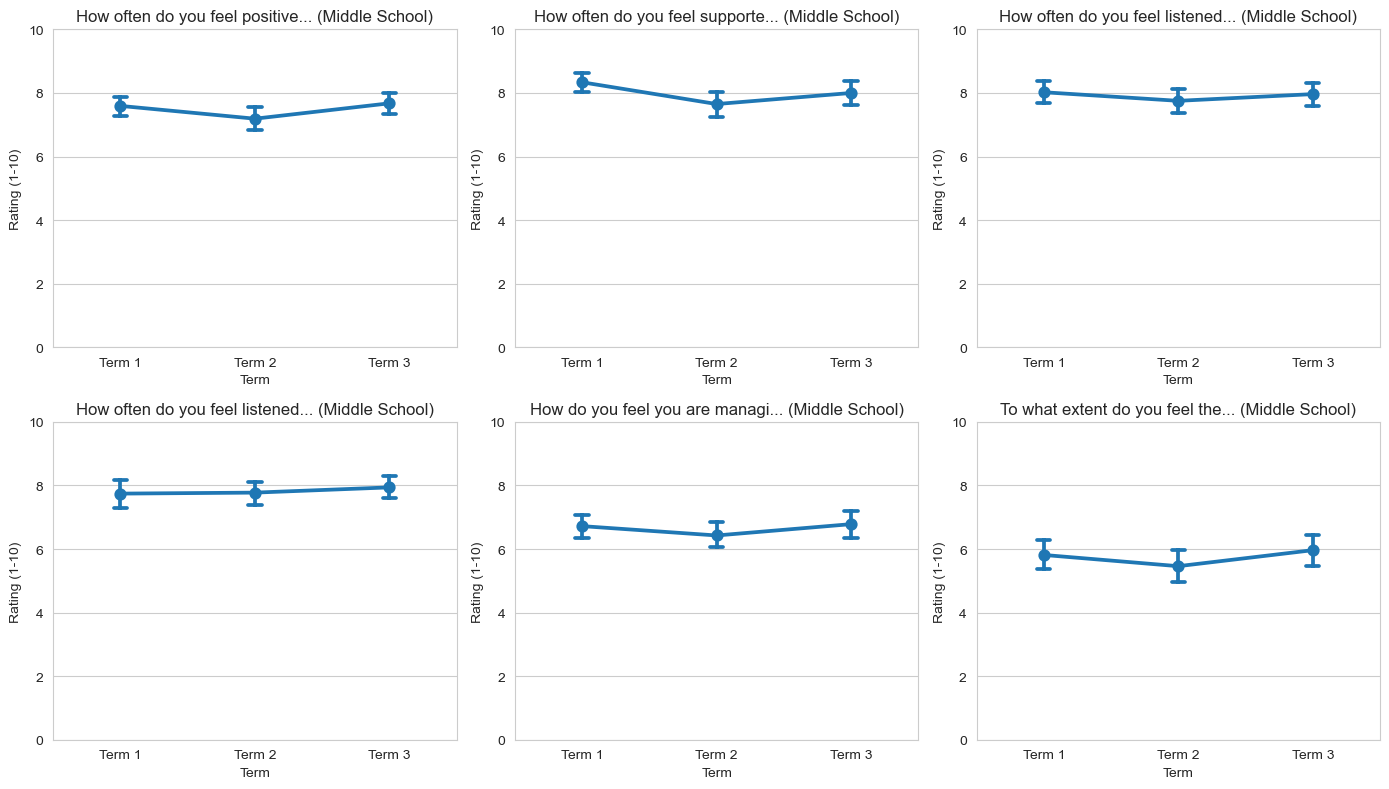 How often do you feel positive... (Middle School)
10
8
6
4
2
0
Rating (1-10)
Term 1 Term 2 Term 3
Term
How often do you feel supporte... (Middle School)
10
8
6
4
2
0
Rating (1-10)
Term 1 Term 2 Term 3
Term
How often do you feel listened... (Middle School)
10
8
6
4
2
0
Rating (1-10)
Term 1 Term 2 Term 3
Term
How often do you feel listened... (Middle School)
10
8
6
4
2
0
Rating (1-10)
Term 1 Term 2 Term 3
Term
How do you feel you are managi... (Middle School)
10
8
6
4
2
0
Rating (1-10)
Term 1 Term 2 Term 3
Term
To what extent do you feel the... (Middle School)
10
8
6
4
2
0
Rating (1-10)
Term 1 Term 2 Term 3
Term